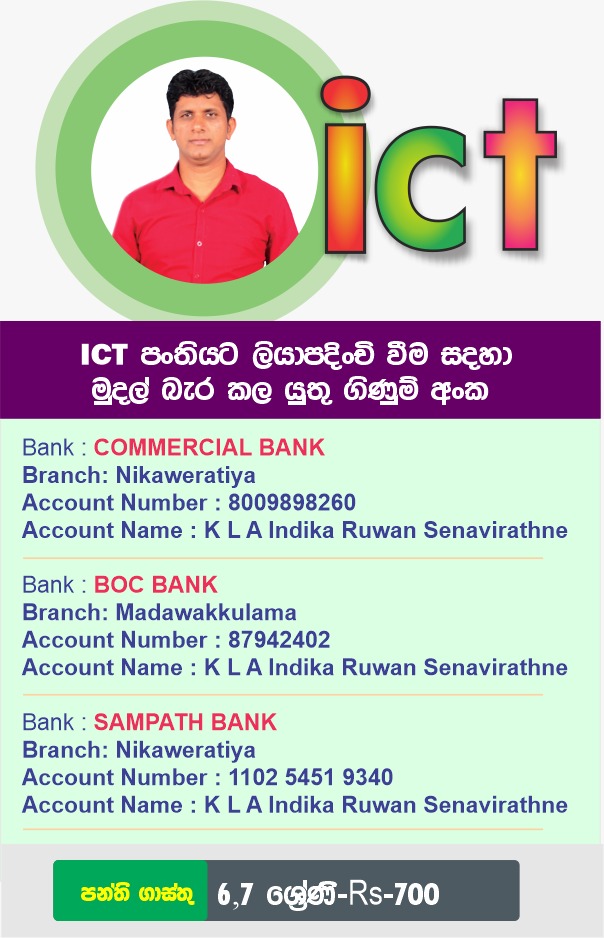 ict
ICT පංතියට ලියාපදිංචි වීම සදහා
මුදල් බැර කල යුතු ගිණුම් අංක
Bank : COMMERCIAL BANK
Branch: Nikaweratiya
Account Number : 8009898260
Account Name : K L A Indika Ruwan Senavirathne
Bank : BOC BANK
Branch: Madawakkulama
Account Number : 87942402
Account Name : K L A Indika Ruwan Senavirathne
Bank : SAMPATH BANK
Branch: Nikaweratiya
Account Number : 1102 5451 9340
Account Name : K L A Indika Ruwan Senavirathne
පන්ති ගාස්තු 6,7 ශ්‍රේණි-Rs-700